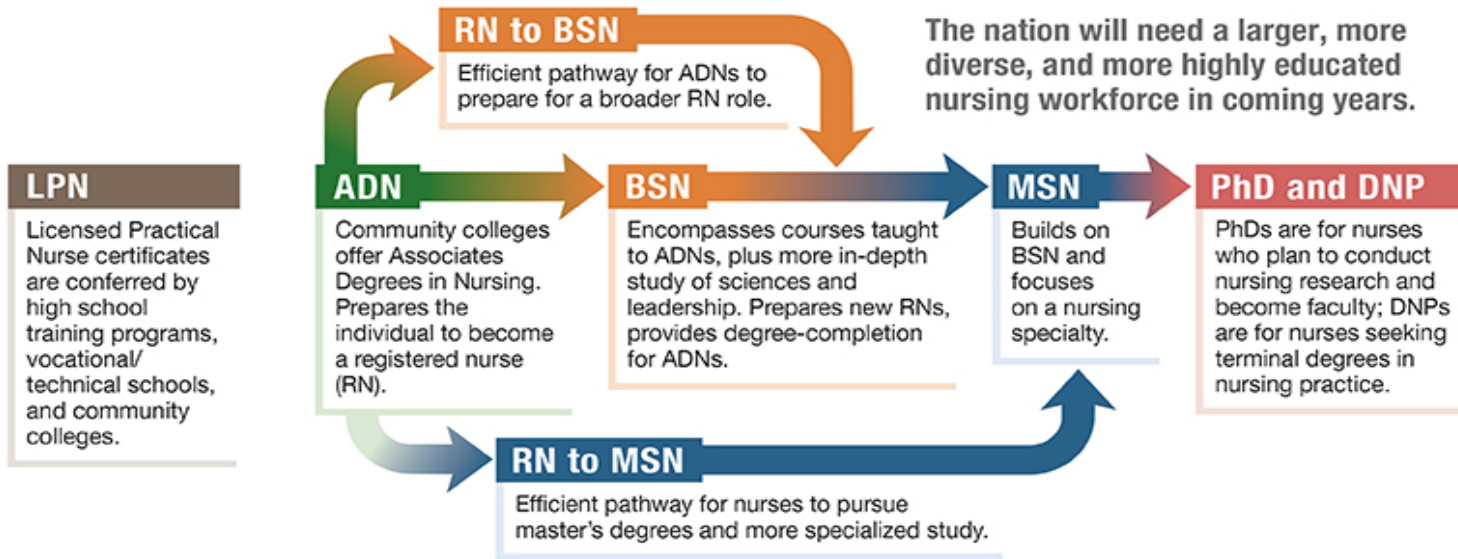 RN to BSN
Efficient pathway for ADNs to
prepare for a broader RN role.
The nation will need a larger, more
diverse, and more highly educated
nursing workforce in coming years.
LPN
Licensed Practical
Nurse certificates
are conferred by
high school
training programs,
vocational/
technical schools,
and community
colleges.
ADN
Community colleges
offer Associates
Degrees in Nursing.
Prepares the
individual to become
a registered nurse
(RN).
BSN
Encompasses courses taught
to ADNs, plus more in-depth
study of sciences and
leadership. Prepares new RNs,
provides degree-completion
for ADNs.
MSN
Builds on
BSN and
focuses
on a nursing
specialty.
PhD and DNP
PhDs are for nurses
who plan to conduct
nursing research and
become faculty; DNPs
are for nurses seeking
terminal degrees in
nursing practice.
RN to MSN
Efficient pathway for nurses to pursue
master’s degrees and more specialized study.